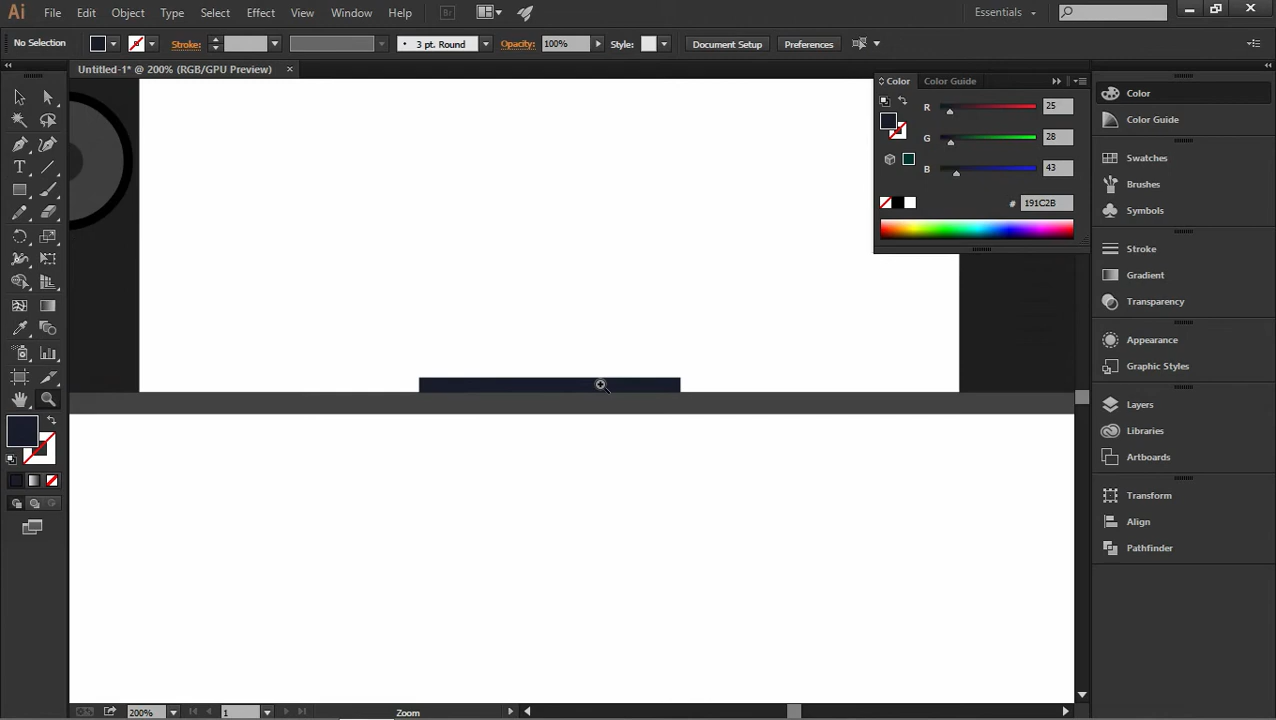 Ai File Edit Object Type Select Effect View Window Help Br Essentials
No Selection Stroke: 3 pt. Round Opacity: 100% Style: Document Setup Preferences
Untitled-1* @ 200% (RGB/GPU Preview) ×
Color Color Guide
R 25
G 28
B 43
# 191C2B
Color
Color Guide
Swatches
Brushes
Symbols
Stroke
Gradient
Transparency
Appearance
Graphic Styles
Layers
Libraries
Artboards
Transform
Align
Pathfinder
200% 1 Zoom